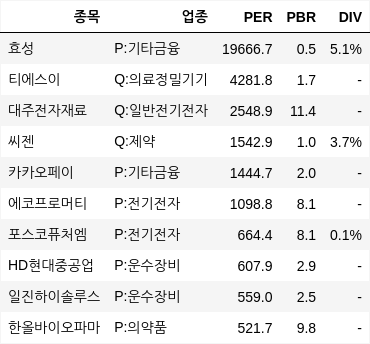 종목 업종 PER PBR DIV
효성 P:기타금융 19666.7 0.5 5.1%
티에스이 Q:의료정밀기기 4281.8 1.7 -
대주전자재료 Q:일반전기전자 2548.9 11.4 -
씨젠 Q:제약 1542.9 1.0 3.7%
카카오페이 P:기타금융 1444.7 2.0 -
에코프로머티 P:전기전자 1098.8 8.1 -
포스코퓨처엠 P:전기전자 664.4 8.1 0.1%
HD현대중공업 P:운수장비 607.9 2.9 -
일진하이솔루스 P:운수장비 559.0 2.5 -
한올바이오파마 P:의약품 521.7 9.8 -